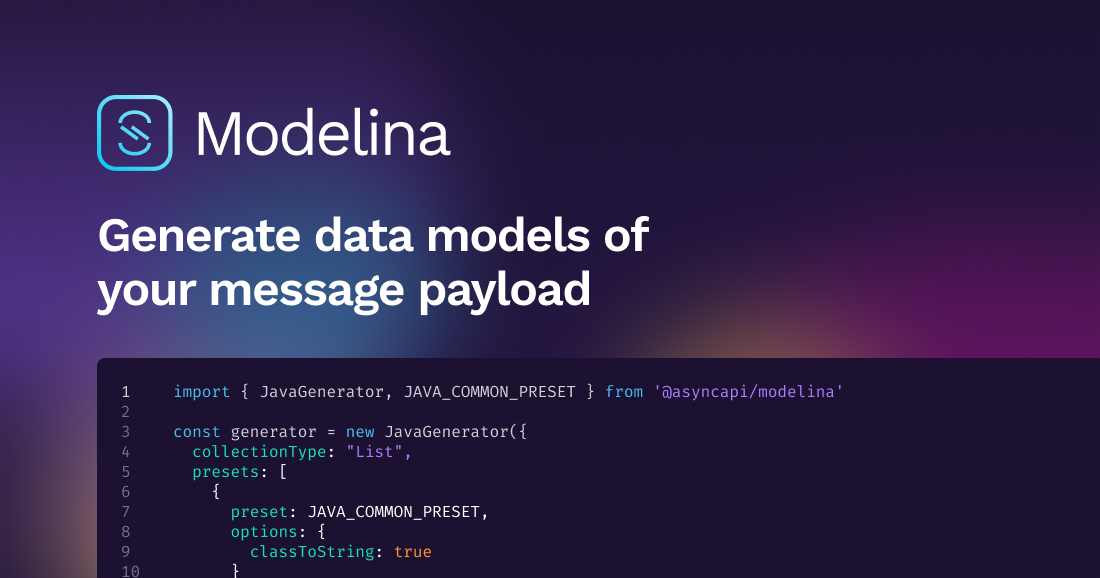 Modelina
Generate data models of
your message payload
1 import { JavaGenerator, JAVA_COMMON_PRESET } from '@asyncapi/modelina'
2
3 const generator = new JavaGenerator({
4 collectionType: "List",
5 presets: [
6 {
7 preset: JAVA_COMMON_PRESET,
8 options: {
9 classToString: true
10 }